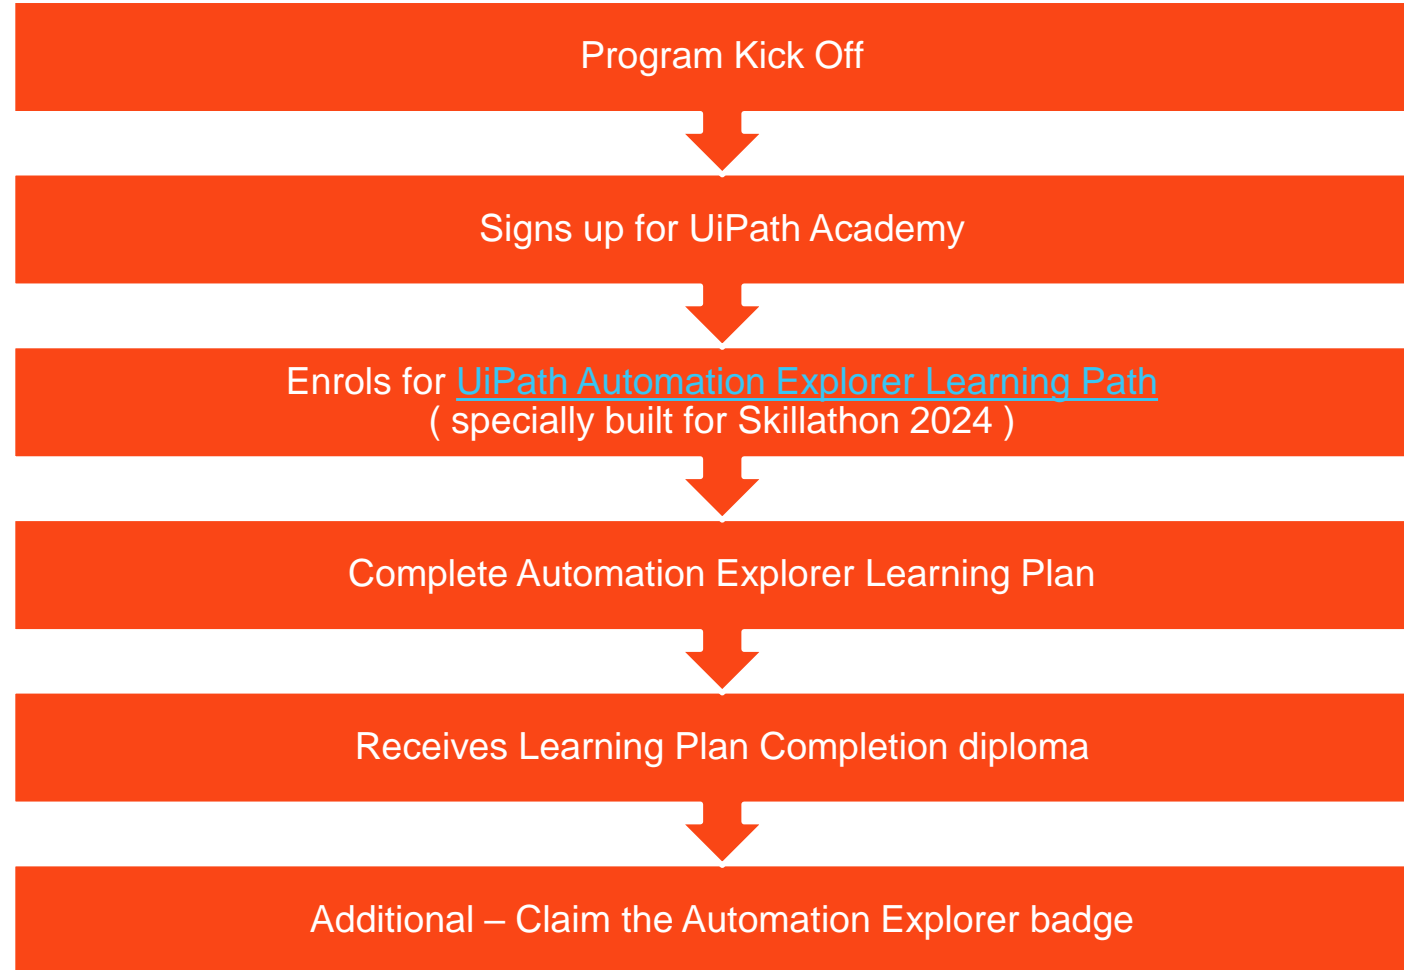 Program Kick Off
Signs up for UiPath Academy
Enrols for UiPath Automation Explorer Learning Path
( specially built for Skillathon 2024 )
Complete Automation Explorer Learning Plan
Receives Learning Plan Completion diploma
Additional – Claim the Automation Explorer badge